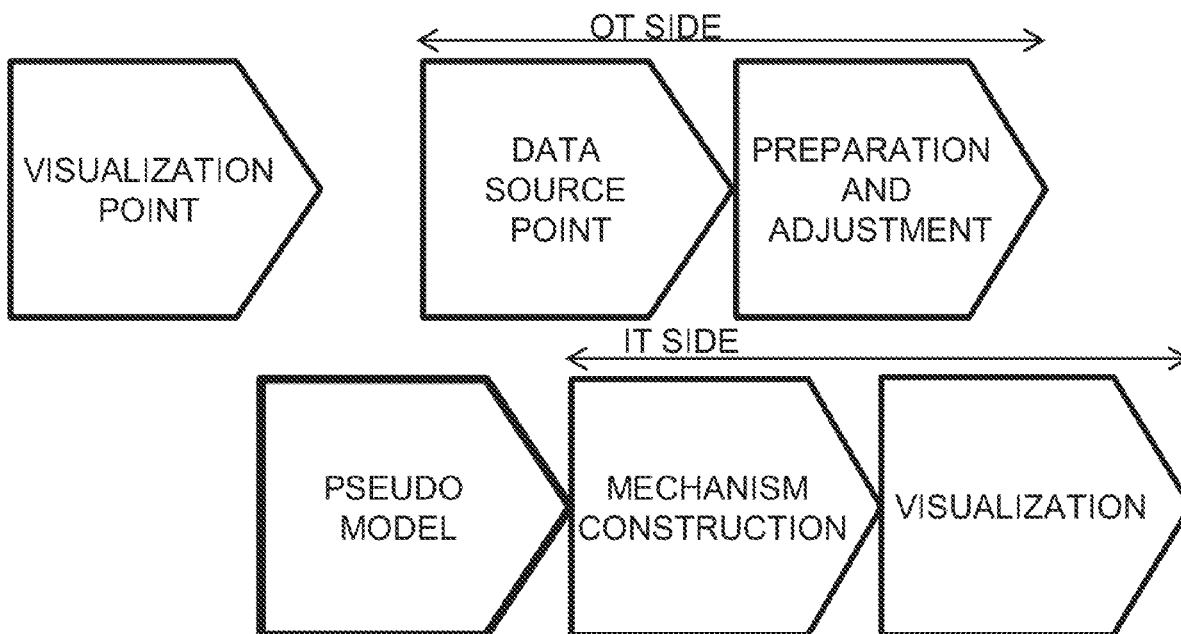 OT SIDE
VISUALIZATION
POINT
DATA
SOURCE
POINT
PREPARATION
AND
ADJUSTMENT
IT SIDE
PSEUDO
MODEL
MECHANISM
CONSTRUCTION
VISUALIZATION